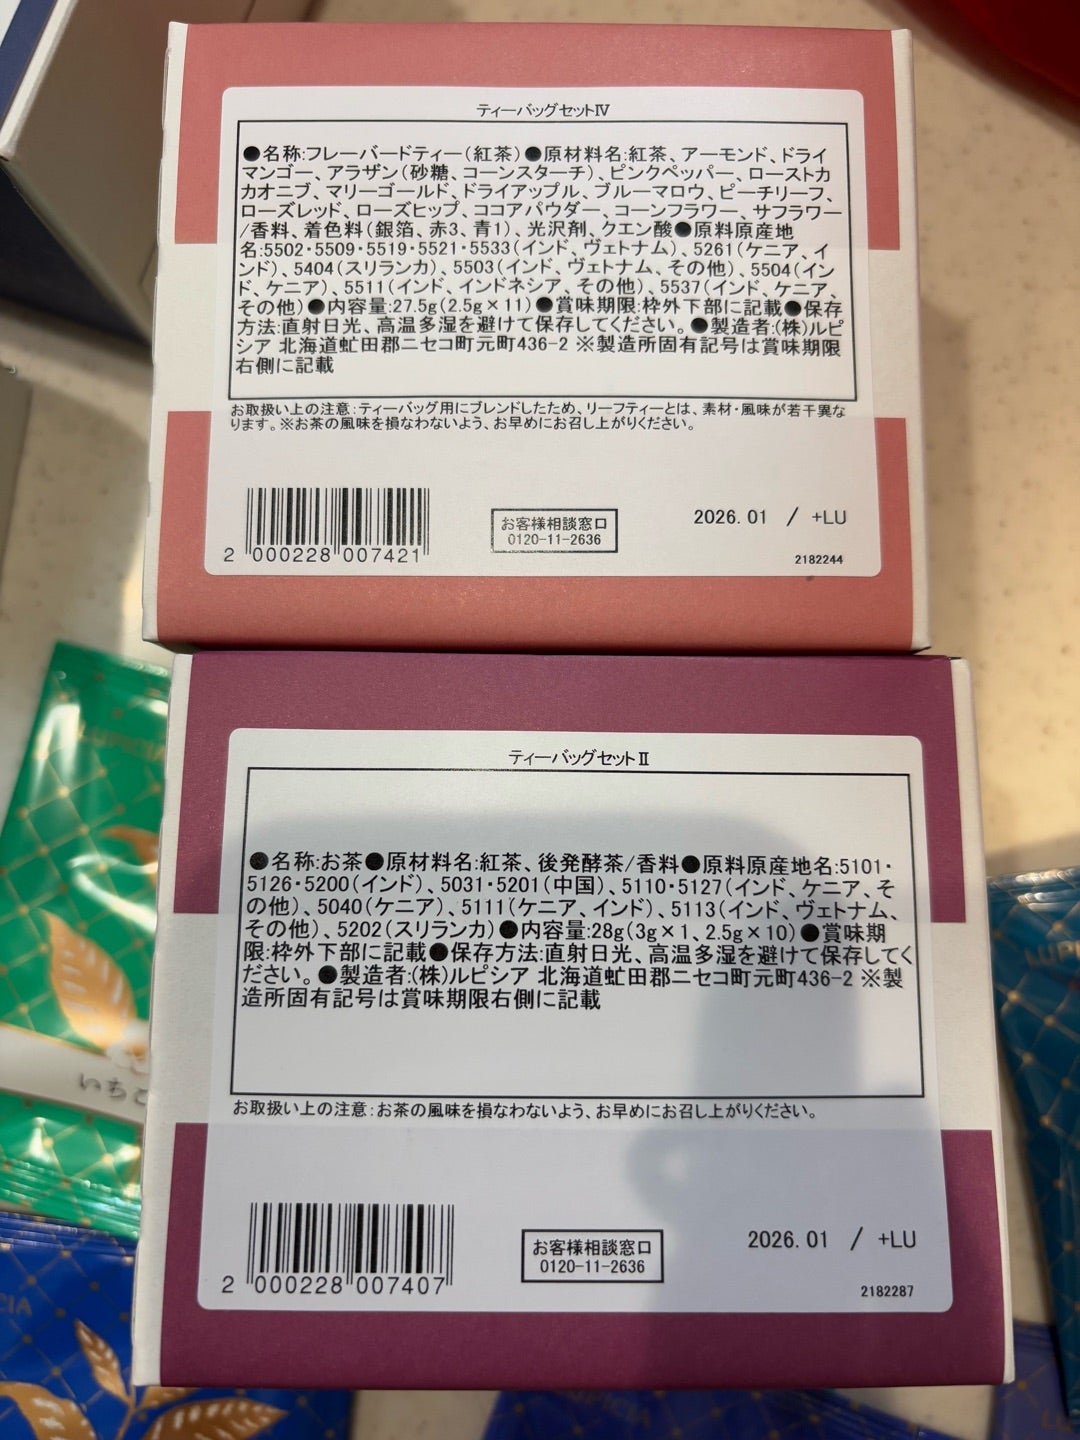 ティーバッグセットⅣ
●名称:フレーバードティー(紅茶)●原材料名:紅茶、アーモンド、ドライ
マンゴー、アラザン(砂糖、コーンスターチ)、ピンクペッパー、ローストカ
カオニブ、マリーゴールド、ドライアップル、ブルーマロウ、ピーチリーフ、
ローズレッド、ローズヒップ、ココアパウダー、コーンフラワー、サフラワー
/香料、着色料(銀箔、赤3、青1)、光沢剤、クエン酸●原料原産地
名:5502・5509・5519・5521・5533(インド、ヴェトナム)、5261(ケニア、イ
ンド)、5404(スリランカ)、5503(インド、ヴェトナム、その他)、5504(イン
ド、ケニア)、5511(インド、インドネシア、その他)、5537(インド、ケニア、
その他)●内容量:27.5g(2.5g×11)●賞味期限:枠外下部に記載●保存
方法:直射日光、高温多湿を避けて保存してください。●製造者:(株)ルピ
シア 北海道虻田郡ニセコ町元町436-2 ※製造所固有記号は賞味期限
右側に記載
お取扱い上の注意:ティーバッグ用にブレンドしたため、リーフティーとは、素材・風味が若干異な
ります。※お茶の風味を損なわないよう、お早めにお召し上がりください。
2 000228 007421
お客様相談窓口
0120-11-2636
2026.01 / +LU
2182244
ティーバッグセットⅡ
●名称:お茶●原材料名:紅茶、後発酵茶/香料●原料原産地名:5101・
5126・5200(インド)、5031・5201(中国)、5110・5127(インド、ケニア、そ
の他)、5040(ケニア)、5111(ケニア、インド)、5113(インド、ヴェトナム、
その他)、5202(スリランカ)●内容量:28g(3g×1、2.5g×10)●賞味期
限:枠外下部に記載●保存方法:直射日光、高温多湿を避けて保存してく
ださい。●製造者:(株)ルピシア 北海道虻田郡ニセコ町元町436-2 ※製
造所固有記号は賞味期限右側に記載
お取扱い上の注意:お茶の風味を損なわないよう、お早めにお召し上がりください。
2 000228 007407
お客様相談窓口
0120-11-2636
2026.01 / +LU
2182287
LUPICIA
いちご